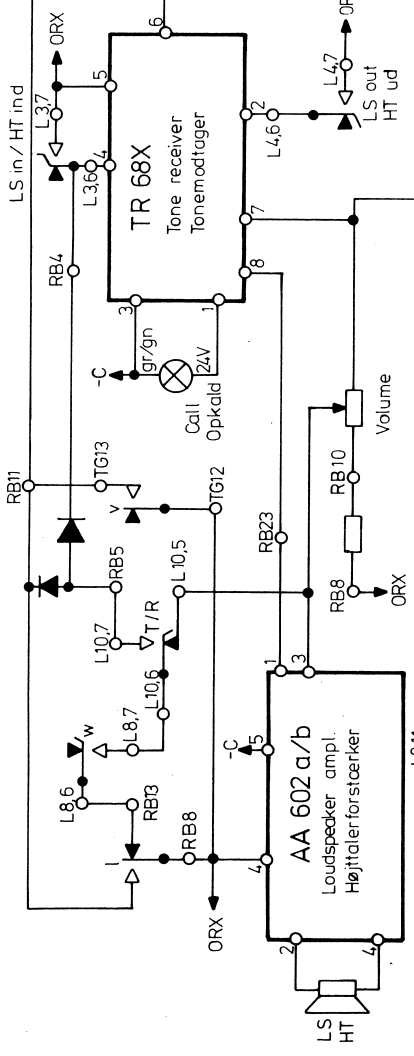 LS in / HT ind
ORX
L3,7
L3,6
4
5
6
RB11
RB4
TG13
RB5
L10,7
T/R
L10,5
L10,6
L8,7
w
L8,6
RB13
l
RB8
ORX
v
TG12
-C
3
gr/gn
24V
1
Call
Opkald
TR 68X
Tone receiver
Tonemodtager
2
L4,6
7
8
ORX
L4,7
LS out
HT ud
RB23
-C
4
5
1
3
AA 602 a/b
Loudspeaker ampl.
Højttalerforstærker
2
4
LS
HT
RB8
RB10
ORX
Volume